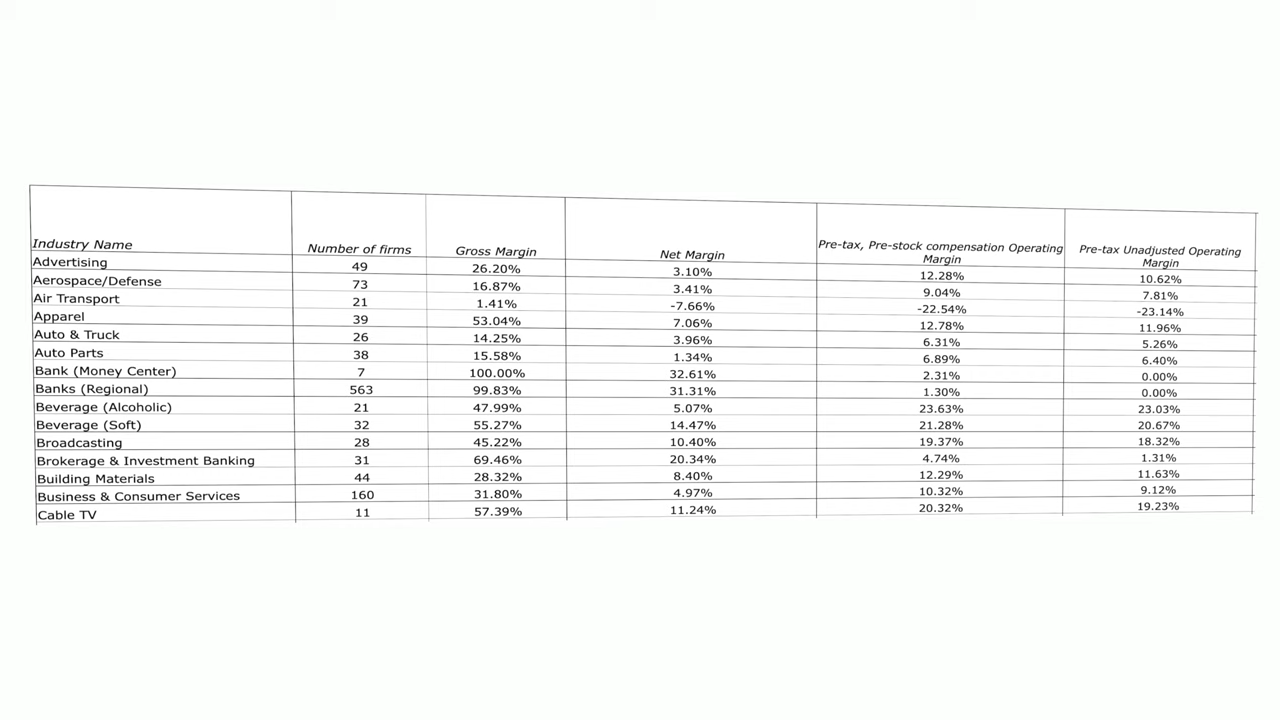 Industry Name Number of firms Gross Margin Net Margin Pre-tax, Pre-stock compensation Operating Margin Pre-tax Unadjusted Operating Margin
Advertising 49 26.20% 3.10% 12.28% 10.62%
Aerospace/Defense 73 16.87% 3.41% 9.04% 7.81%
Air Transport 21 1.41% -7.66% -22.54% -23.14%
Apparel 39 53.04% 7.06% 12.78% 11.96%
Auto & Truck 26 14.25% 3.96% 6.31% 5.26%
Auto Parts 38 15.58% 1.34% 6.89% 6.40%
Bank (Money Center) 7 100.00% 32.61% 2.31% 0.00%
Banks (Regional) 563 99.83% 31.31% 1.30% 0.00%
Beverage (Alcoholic) 21 47.99% 5.07% 23.63% 23.03%
Beverage (Soft) 32 55.27% 14.47% 21.28% 20.67%
Broadcasting 28 45.22% 10.40% 19.37% 18.32%
Brokerage & Investment Banking 31 69.46% 20.34% 4.74% 1.31%
Building Materials 44 28.32% 8.40% 12.29% 11.63%
Business & Consumer Services 160 31.80% 4.97% 10.32% 9.12%
Cable TV 11 57.39% 11.24% 20.32% 19.23%